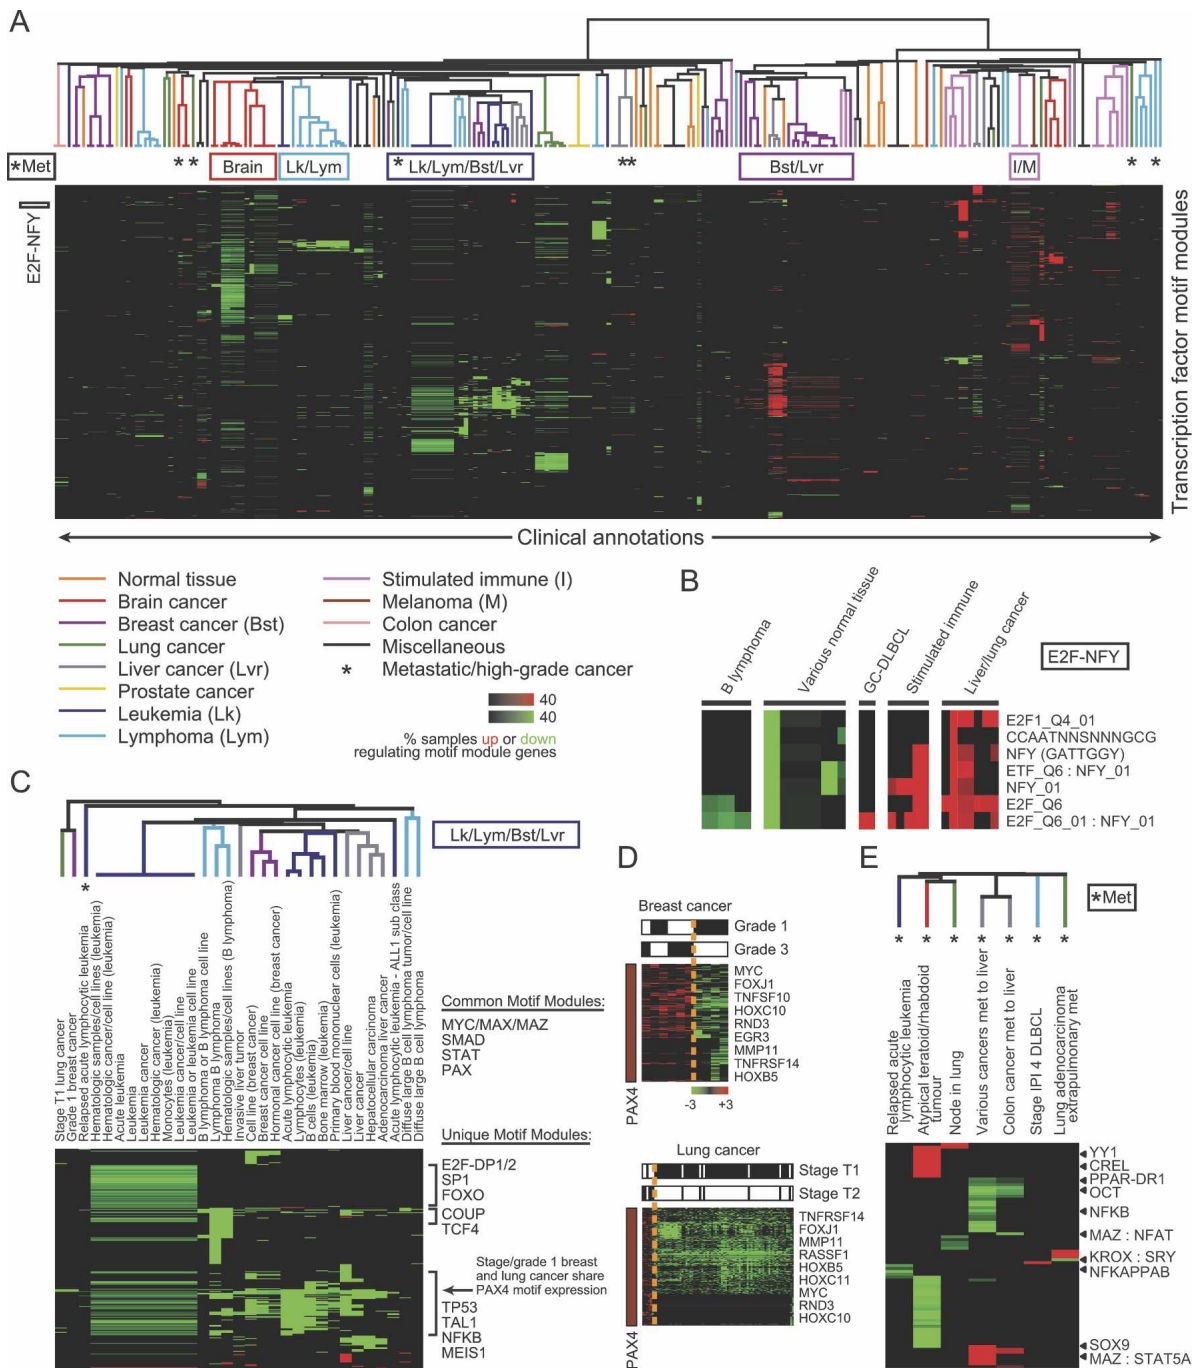 A
*Met
Brain
Lk/Lym
Lk/Lym/Bst/Lvr
Bst/Lvr
I/M
* * * * * * *
E2F-NFY
Transcription factor motif modules
Clinical annotations
Normal tissue
Brain cancer
Breast cancer (Bst)
Lung cancer
Liver cancer (Lvr)
Prostate cancer
Leukemia (Lk)
Lymphoma (Lym)
Stimulated immune (I)
Melanoma (M)
Colon cancer
Miscellaneous
* Metastatic/high-grade cancer
40
40
% samples up or down
regulating motif module genes
B
B lymphoma
Various normal tissue
GC-DLBCL
Stimulated immune
Liver/lung cancer
E2F-NFY
E2F1_Q4_01
CCAATNNSNNNGCG
NFY (GATTGGY)
ETF_Q6 : NFY_01
NFY_01
E2F_Q6
E2F_Q6_01 : NFY_01
C
Lk/Lym/Bst/Lvr
*
Stage T1 lung cancer
Grade 1 breast cancer
Relapsed acute lymphocytic leukemia
Hematologic samples/cell lines (leukemia)
Hematologic cancer/cell line (leukemia)
Acute leukemia
Leukemia
Leukemia cancer
Hematologic cancer (leukemia)
Monocytes (leukemia)
Leukemia cancer/cell line
Leukemia or leukemia cell line
B lymphoma or B lymphoma cell line
Lymphoma B lymphoma
Hematologic samples/cell lines (B lymphoma)
Invasive liver tumor
Cell line (breast cancer)
Breast cancer cell line
Hormonal cancer cell line (breast cancer)
Acute lymphocytic leukemia
Lymphocytes (leukemia)
B cells (leukemia)
Bone marrow (leukemia)
Primary blood mononuclear cells (leukemia)
Liver cancer/cell line
Liver cancer
Hepatocellular carcinoma
Adenocarcinoma liver cancer
Acute lymphocytic leukemia - ALL1 sub class
Diffuse large B cell lymphoma tumor/cell line
Diffuse large B cell lymphoma
Common Motif Modules:
MYC/MAX/MAZ
SMAD
STAT
PAX
Unique Motif Modules:
E2F-DP1/2
SP1
FOXO
COUP
TCF4
Stage/grade 1 breast
and lung cancer share
PAX4 motif expression
TP53
TAL1
NFKB
MEIS1
D
Breast cancer
Grade 1
Grade 3
PAX4
MYC
FOXJ1
TNFSF10
HOXC10
RND3
EGR3
MMP11
TNFRSF14
HOXB5
-3
+3
Lung cancer
Stage T1
Stage T2
PAX4
TNFRSF14
FOXJ1
MMP11
RASSF1
HOXB5
HOXC11
MYC
RND3
HOXC10
E
*Met
* * * * * * *
Relapsed acute
lymphocytic leukemia
Atypical teratoid/rhabdoid
tumour
Node in lung
Various cancers met to liver
Colon cancer met to liver
Stage IPI 4 DLBCL
Lung adenocarcinoma
extrapulmonary met
YY1
CREL
PPAR-DR1
OCT
NFKB
MAZ : NFAT
KROX : SRY
NFKAPPAB
SOX9
MAZ : STAT5A